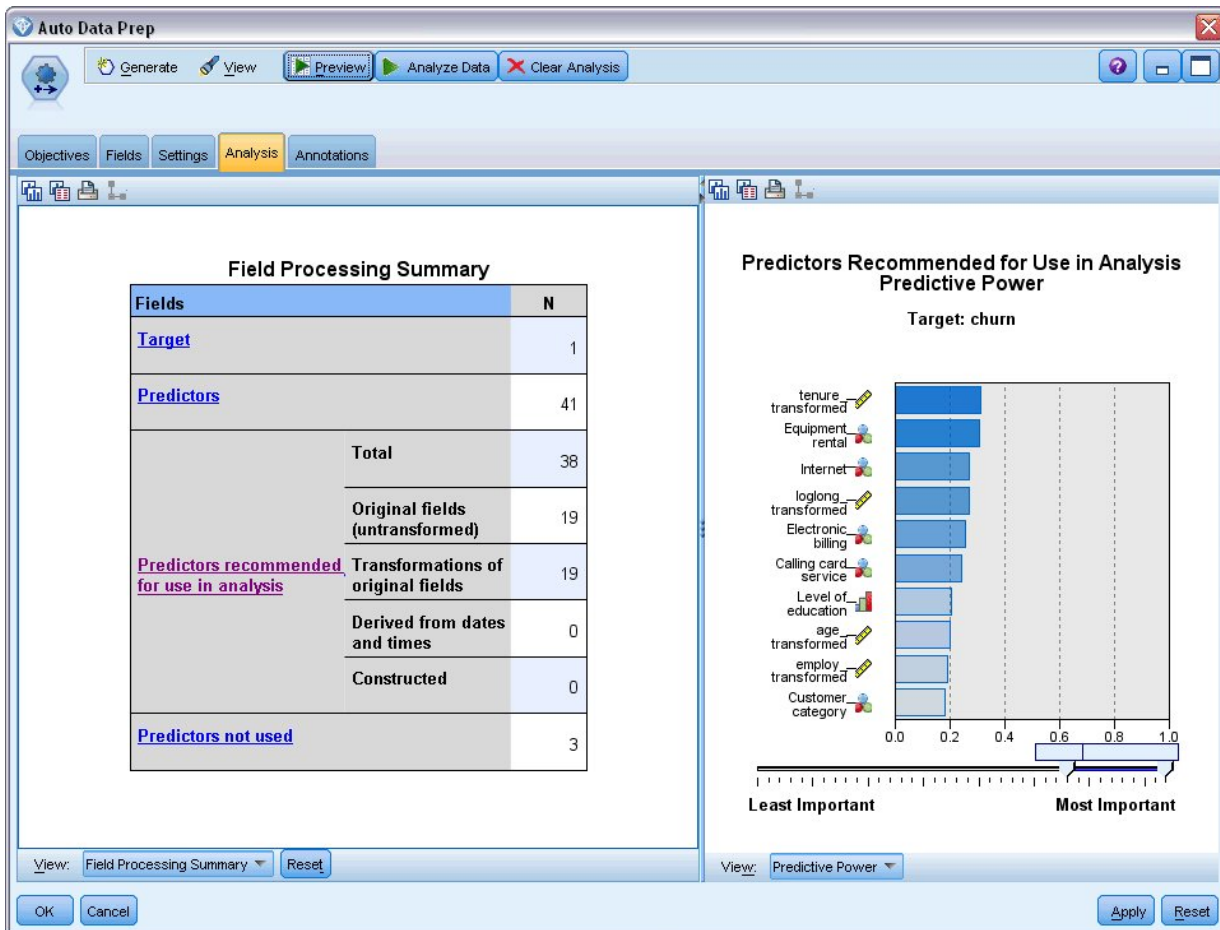 Auto Data Prep
Generate View Preview Analyze Data Clear Analysis
Objectives Fields Settings Analysis Annotations
Field Processing Summary
Fields N
Target 1
Predictors 41
Predictors recommended
for use in analysis
Total 38
Original fields
(untransformed) 19
Transformations of
original fields 19
Derived from dates
and times 0
Constructed 0
Predictors not used 3
View: Field Processing Summary Reset
Predictors Recommended for Use in Analysis
Predictive Power
Target: churn
tenure_
transformed
Equipment
rental
Internet
loglong_
transformed
Electronic
billing
Calling card
service
Level of
education
age_
transformed
employ_
transformed
Customer
category
0.0 0.2 0.4 0.6 0.8 1.0
Least Important Most Important
View: Predictive Power
OK Cancel Apply Reset